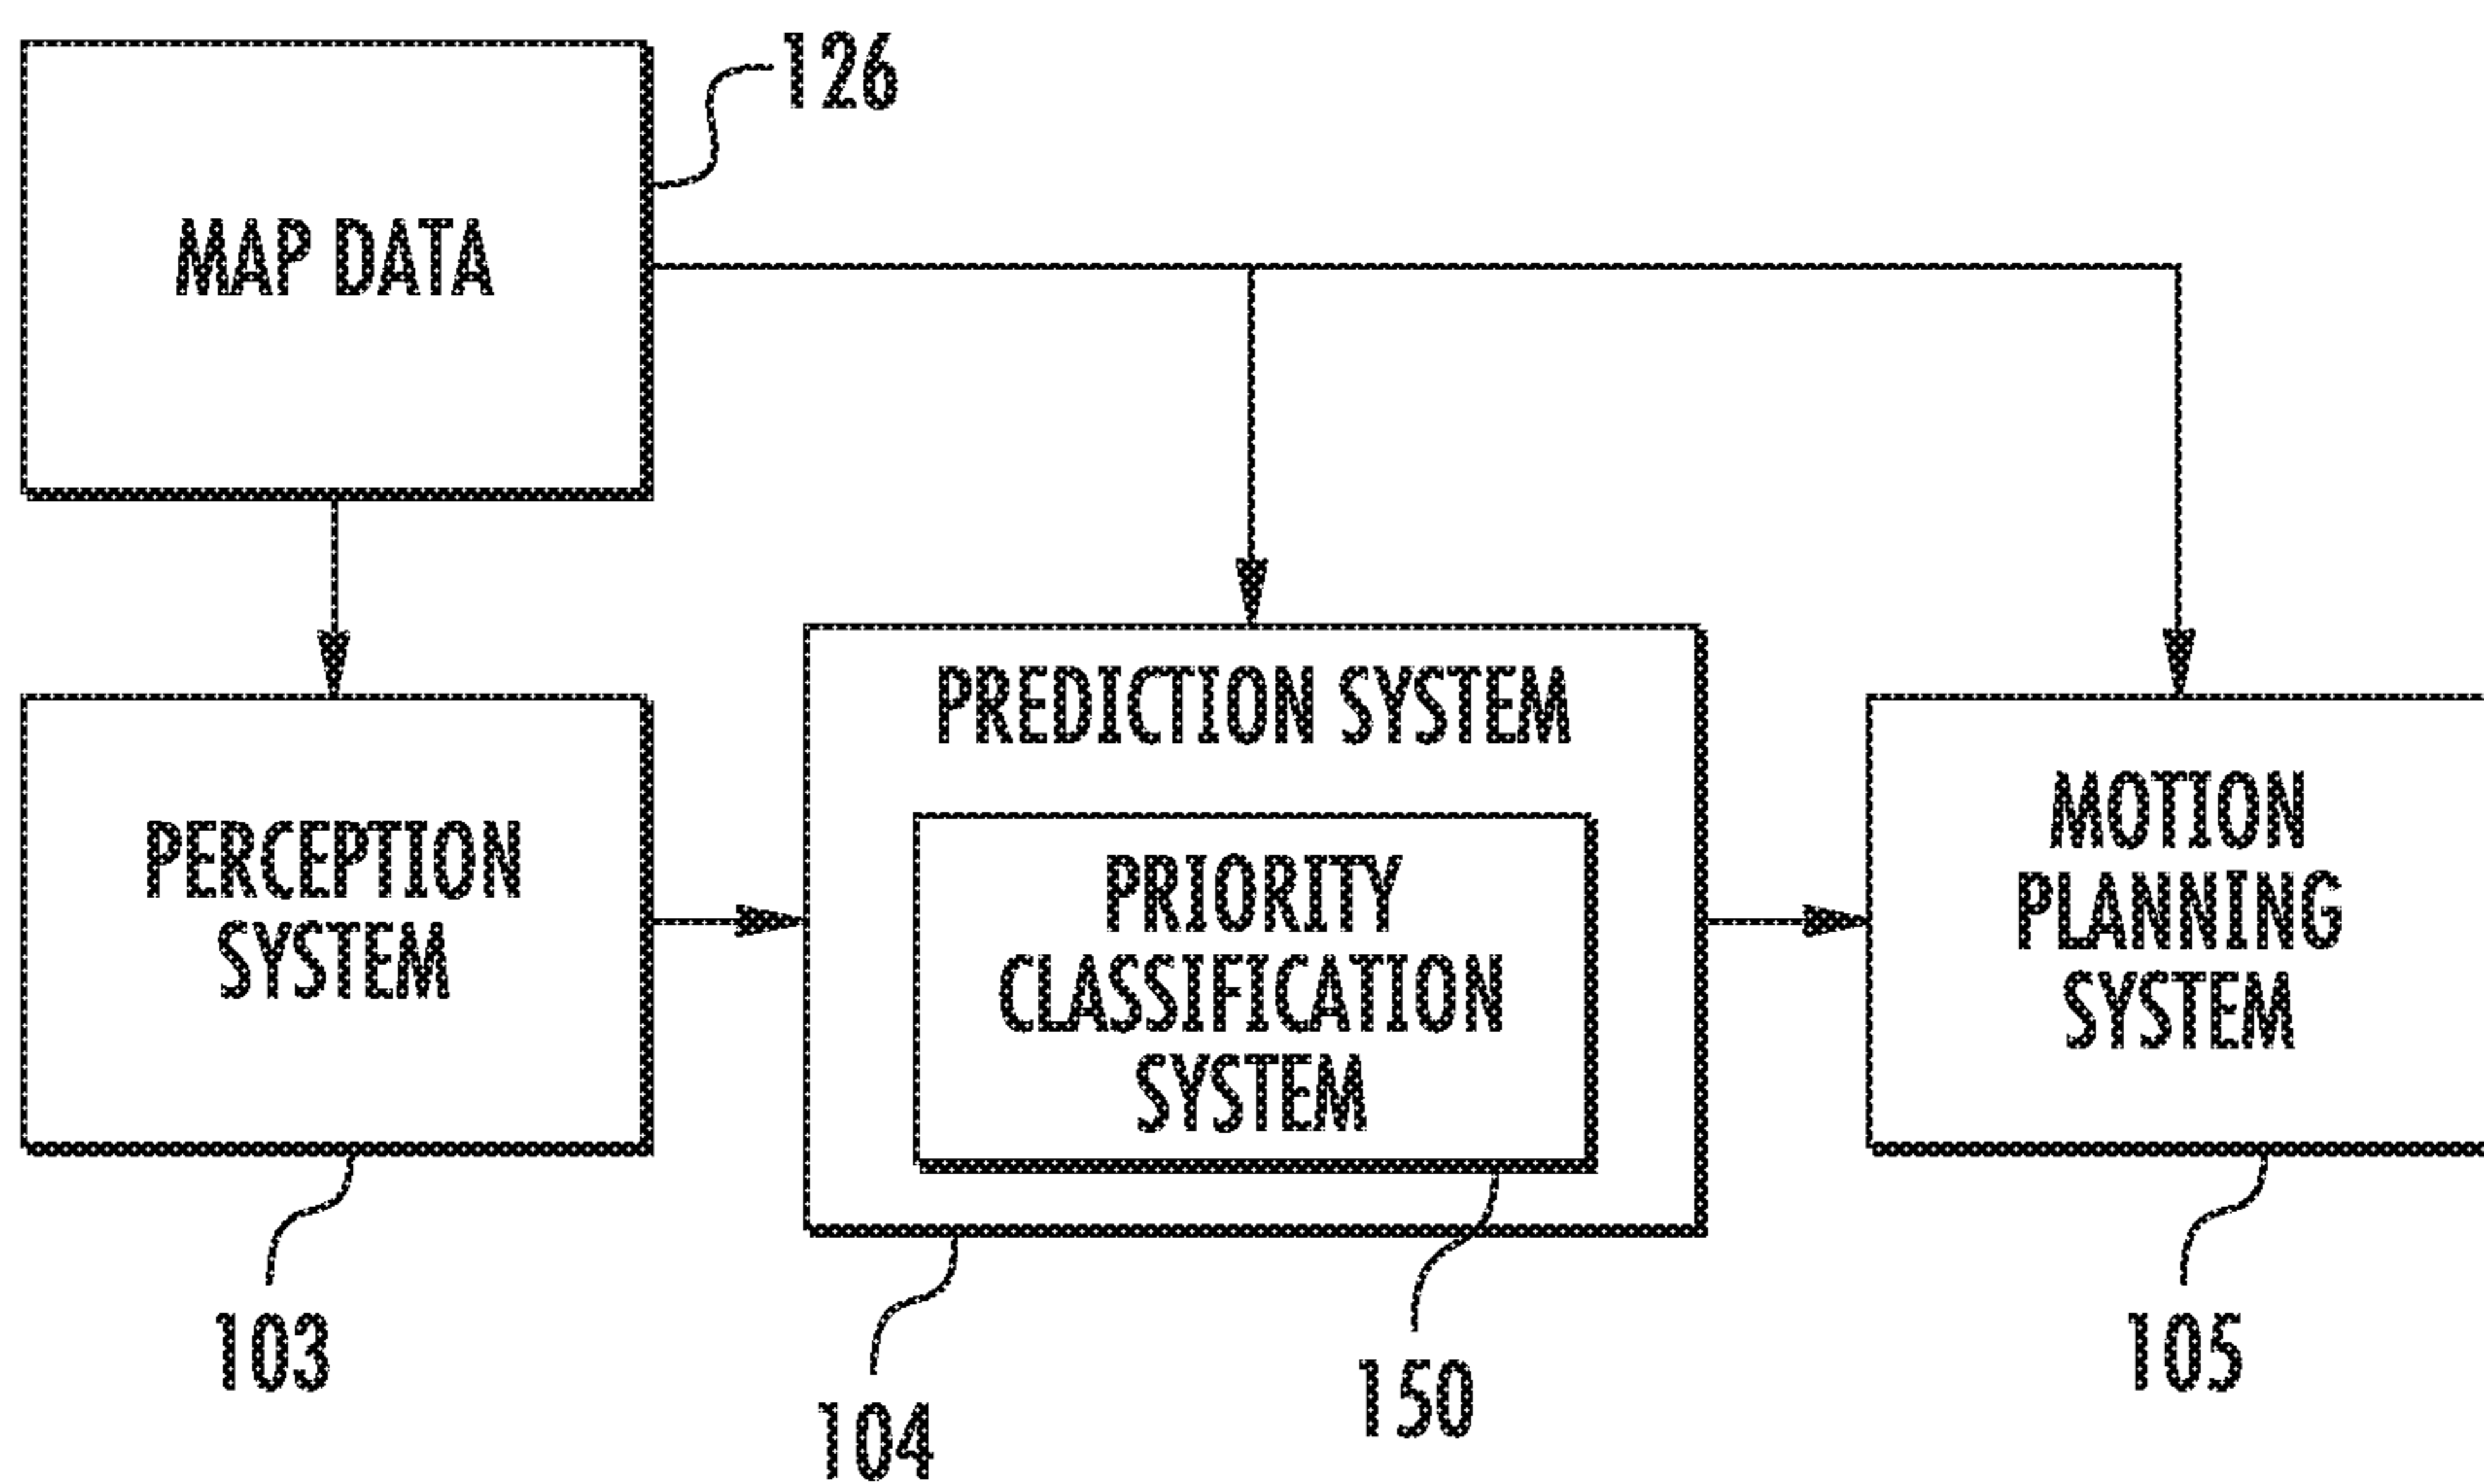 126
MAP DATA
PREDICTION SYSTEM
PERCEPTION
SYSTEM
PRIORITY
CLASSIFICATION
SYSTEM
MOTION
PLANNING
SYSTEM
103
104
150
105